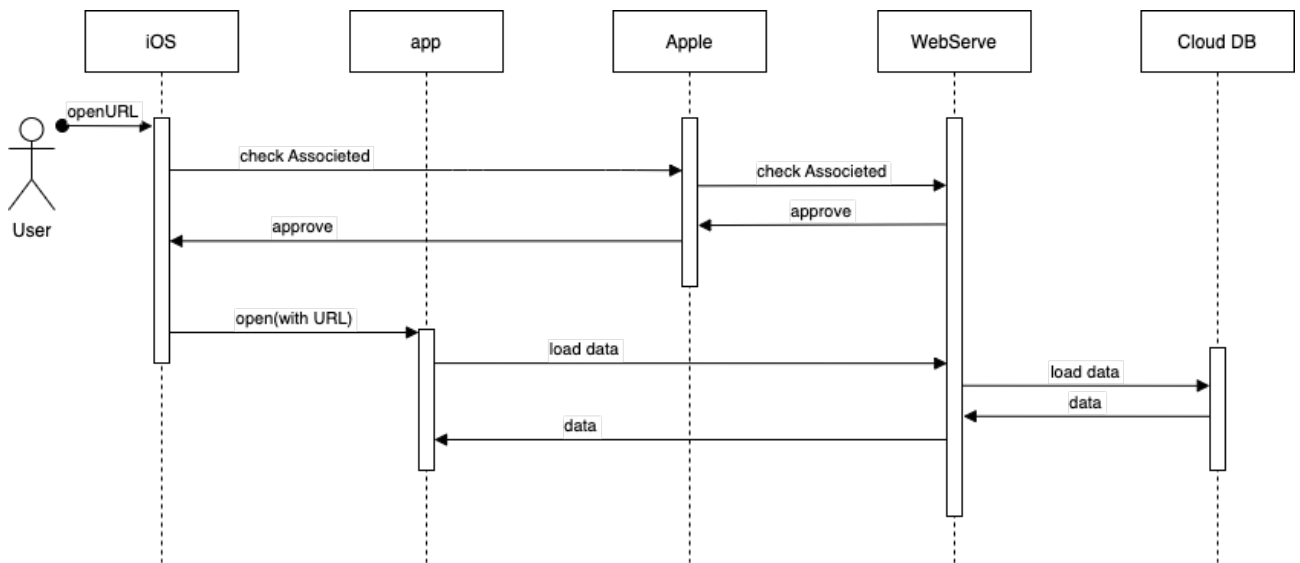 iOS
app
Apple
WebServe
Cloud DB
openURL
check Associeted
check Associeted
approve
approve
User
open(with URL)
load data
load data
data
data